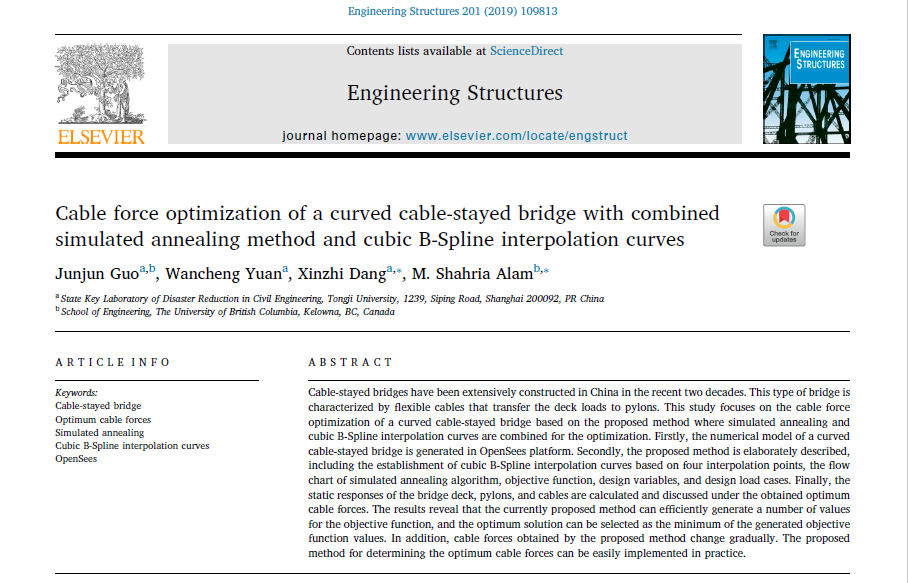 Engineering Structures 201 (2019) 109813
Contents lists available at ScienceDirect
Engineering Structures
journal homepage: www.elsevier.com/locate/engstruct
ELSEVIER
ENGINEERING
STRUCTURES
Cable force optimization of a curved cable-stayed bridge with combined
simulated annealing method and cubic B-Spline interpolation curves
Check for
updates
Junjun Guoa,b, Wancheng Yuana, Xinzhi Danga,⁎, M. Shahria Alamb,⁎
a State Key Laboratory of Disaster Reduction in Civil Engineering, Tongji University, 1239, Siping Road, Shanghai 200092, PR China
b School of Engineering, The University of British Columbia, Kelowna, BC, Canada
ARTICLE INFO
Keywords:
Cable-stayed bridge
Optimum cable forces
Simulated annealing
Cubic B-Spline interpolation curves
OpenSees
ABSTRACT
Cable-stayed bridges have been extensively constructed in China in the recent two decades. This type of bridge is
characterized by flexible cables that transfer the deck loads to pylons. This study focuses on the cable force
optimization of a curved cable-stayed bridge based on the proposed method where simulated annealing and
cubic B-Spline interpolation curves are combined for the optimization. Firstly, the numerical model of a curved
cable-stayed bridge is generated in OpenSees platform. Secondly, the proposed method is elaborately described,
including the establishment of cubic B-Spline interpolation curves based on four interpolation points, the flow
chart of simulated annealing algorithm, objective function, design variables, and design load cases. Finally, the
static responses of the bridge deck, pylons, and cables are calculated and discussed under the obtained optimum
cable forces. The results reveal that the currently proposed method can efficiently generate a number of values
for the objective function, and the optimum solution can be selected as the minimum of the generated objective
function values. In addition, cable forces obtained by the proposed method change gradually. The proposed
method for determining the optimum cable forces can be easily implemented in practice.